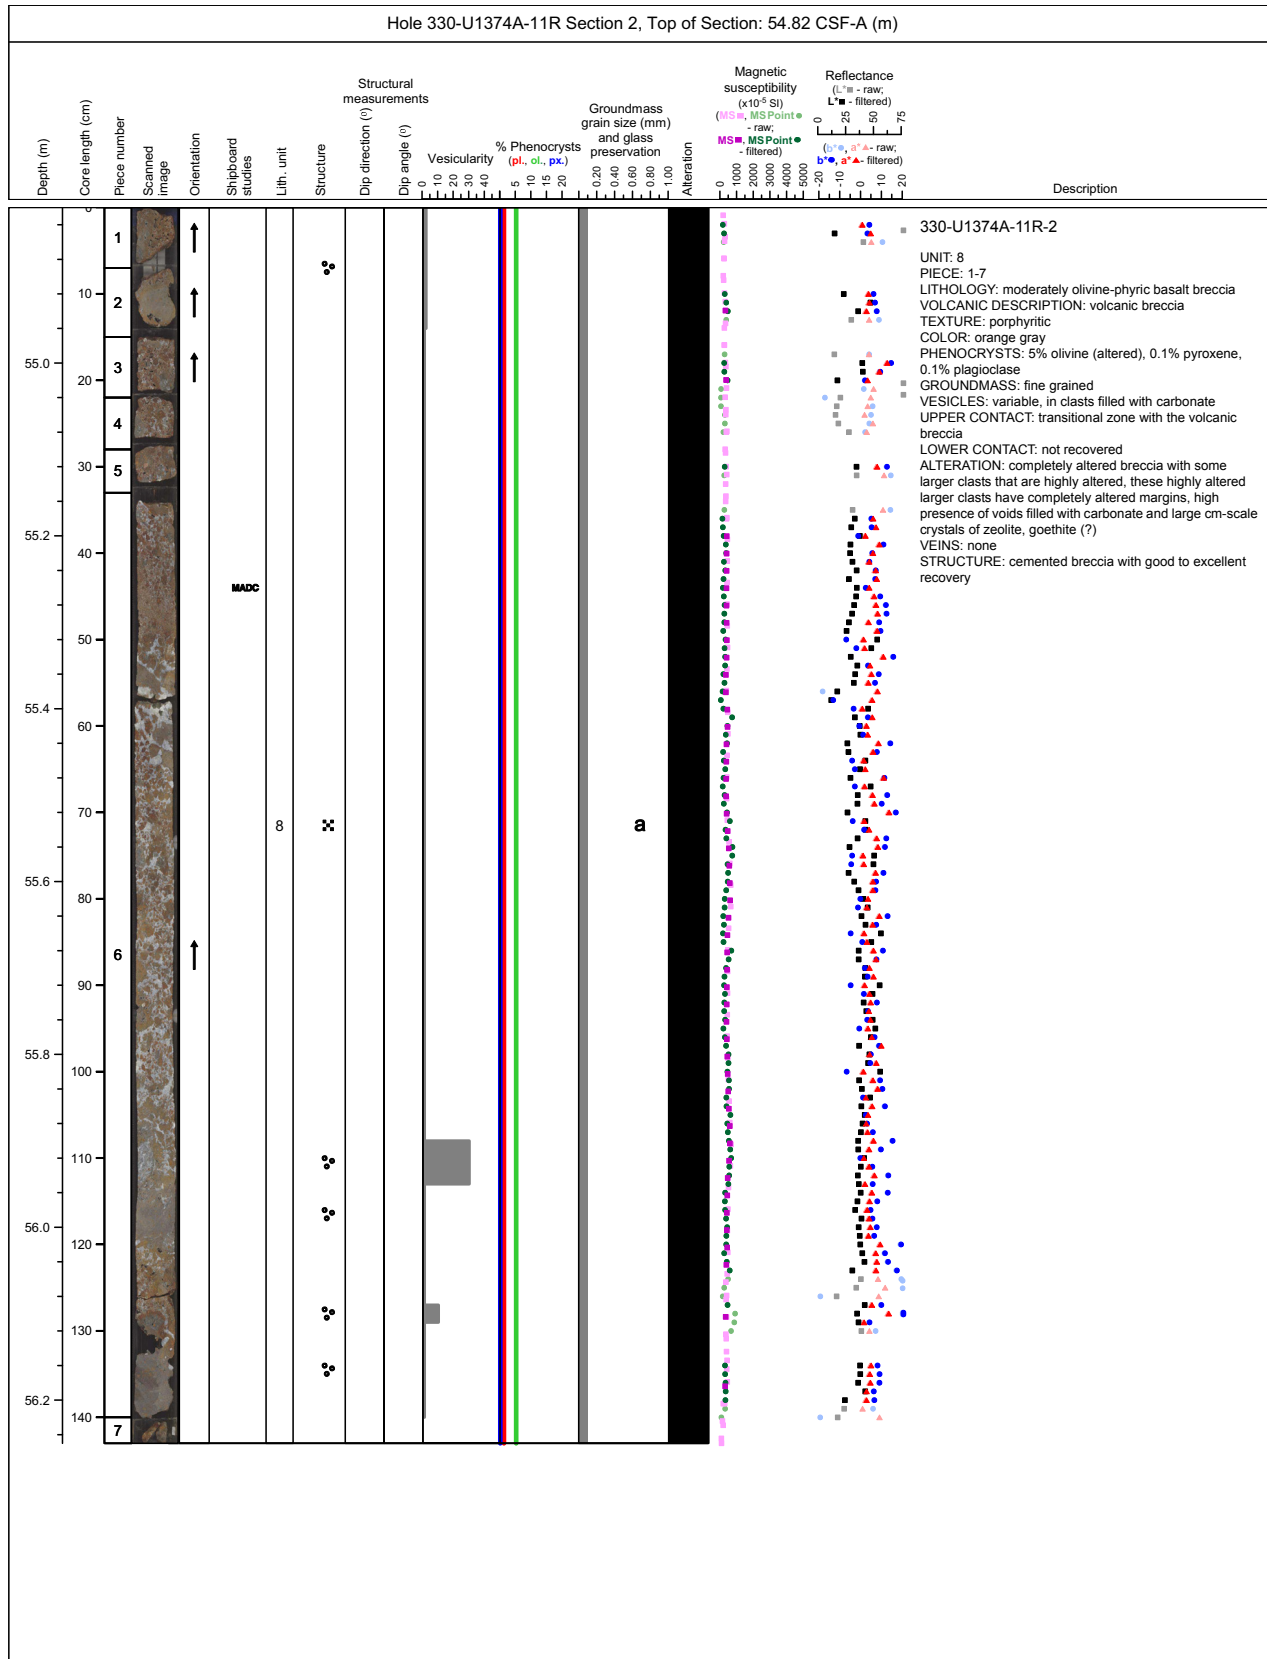 Hole 330-U1374A-11R Section 2, Top of Section: 54.82 CSF-A (m)
Depth (m)
Core length (cm)
Piece number
Scanned
image
Orientation
Shipboard
studies
Lith. unit
Structure
Structural
measurements
Dip direction (º)
Dip angle (º)
Vesicularity
0 10 20 30 40
% Phenocrysts
(pl., ol., px.)
5 10 15 20
Groundmass
grain size (mm)
and glass
preservation
0.20 0.40 0.60 0.80 1.00
Alteration
Magnetic
susceptibility
(x10⁻⁵ SI)
(MS■, MSPoint●
- raw;
MS■, MSPoint●
- filtered)
0 1000 2000 3000 4000 5000
Reflectance
(L*■ - raw;
L*■ - filtered)
0 25 50 75
(b*●, a*▲- raw;
b*●, a*▲- filtered)
-20 -10 0 10 20
Description
0
10
20
30
40
50
60
70
80
90
100
110
120
130
140
55.0
55.2
55.4
55.6
55.8
56.0
56.2
1
2
3
4
5
6
7
MADC
8
a
330-U1374A-11R-2
UNIT: 8
PIECE: 1-7
LITHOLOGY: moderately olivine-phyric basalt breccia
VOLCANIC DESCRIPTION: volcanic breccia
TEXTURE: porphyritic
COLOR: orange gray
PHENOCRYSTS: 5% olivine (altered), 0.1% pyroxene,
0.1% plagioclase
GROUNDMASS: fine grained
VESICLES: variable, in clasts filled with carbonate
UPPER CONTACT: transitional zone with the volcanic
breccia
LOWER CONTACT: not recovered
ALTERATION: completely altered breccia with some
larger clasts that are highly altered, these highly altered
larger clasts have completely altered margins, high
presence of voids filled with carbonate and large cm-scale
crystals of zeolite, goethite (?)
VEINS: none
STRUCTURE: cemented breccia with good to excellent
recovery